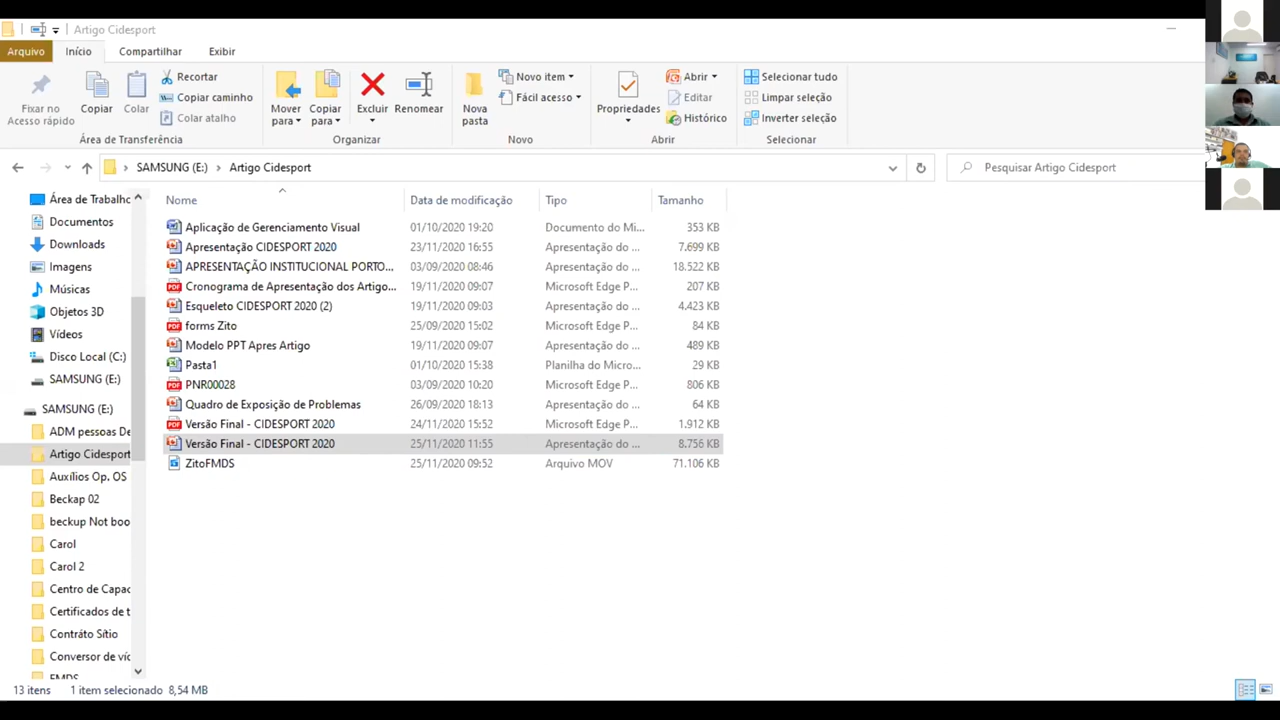 Artigo Cidesport
Arquivo Início Compartilhar Exibir
Fixar no Acesso rápido
Copiar
Colar
Recortar
Copiar caminho
Colar atalho
Área de Transferência
Mover para
Copiar para
Excluir
Renomear
Organizar
Nova pasta
Novo item
Fácil acesso
Novo
Propriedades
Abrir
Editar
Histórico
Abrir
Selecionar tudo
Limpar seleção
Inverter seleção
Selecionar
SAMSUNG (E:) Artigo Cidesport
Pesquisar Artigo Cidesport
Área de Trabalho
Documentos
Downloads
Imagens
Músicas
Objetos 3D
Vídeos
Disco Local (C:)
SAMSUNG (E:)
SAMSUNG (E:)
ADM pessoas De
Artigo Cidesport
Auxílios Op. OS
Beckap 02
beckup Not boo
Carol
Carol 2
Centro de Capac
Certificados de t
Contráto Sítio
Conversor de víc
FMDS
Nome Data de modificação Tipo Tamanho
Aplicação de Gerenciamento Visual 01/10/2020 19:20 Documento do Mi... 353 KB
Apresentação CIDESPORT 2020 23/11/2020 16:55 Apresentação do ... 7.699 KB
APRESENTAÇÃO INSTITUCIONAL PORTO... 03/09/2020 08:46 Apresentação do ... 18.522 KB
Cronograma de Apresentação dos Artigo... 19/11/2020 09:07 Microsoft Edge P... 207 KB
Esqueleto CIDESPORT 2020 (2) 19/11/2020 09:03 Apresentação do ... 4.423 KB
forms Zito 25/09/2020 15:02 Microsoft Edge P... 84 KB
Modelo PPT Apres Artigo 19/11/2020 09:07 Apresentação do ... 489 KB
Pasta1 01/10/2020 15:38 Planilha do Micro... 29 KB
PNR00028 03/09/2020 10:20 Microsoft Edge P... 806 KB
Quadro de Exposição de Problemas 26/09/2020 18:13 Apresentação do ... 64 KB
Versão Final - CIDESPORT 2020 24/11/2020 15:52 Microsoft Edge P... 1.912 KB
Versão Final - CIDESPORT 2020 25/11/2020 11:55 Apresentação do ... 8.756 KB
ZitoFMDS 25/11/2020 09:52 Arquivo MOV 71.106 KB
13 itens 1 item selecionado 8,54 MB